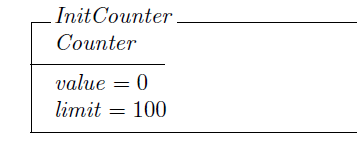 InitCounter
Counter
value = 0
limit = 100